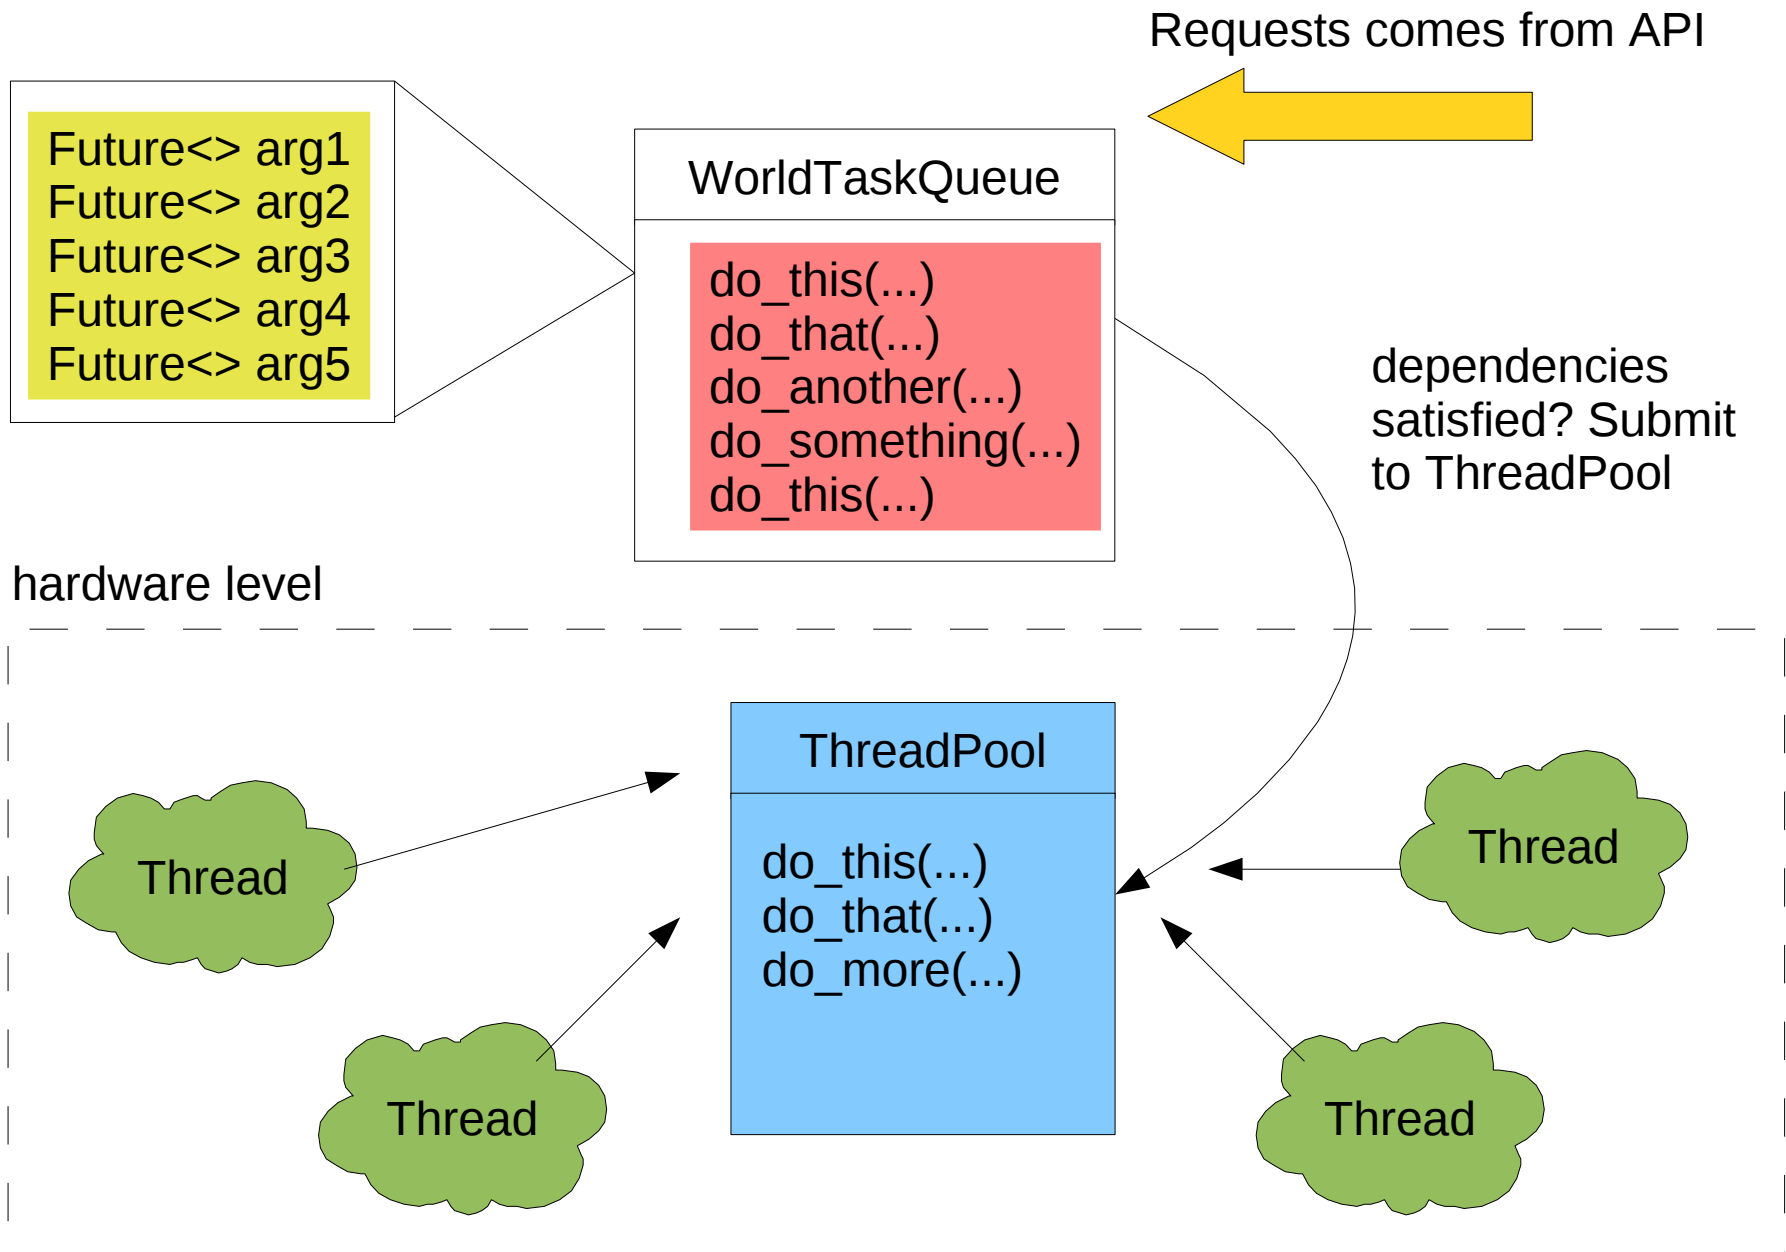 Requests comes from API
Future<> arg1
Future<> arg2
Future<> arg3
Future<> arg4
Future<> arg5
WorldTaskQueue
do_this(...)
do_that(...)
do_another(...)
do_something(...)
do_this(...)
dependencies
satisfied? Submit
to ThreadPool
hardware level
ThreadPool
do_this(...)
do_that(...)
do_more(...)
Thread
Thread
Thread
Thread